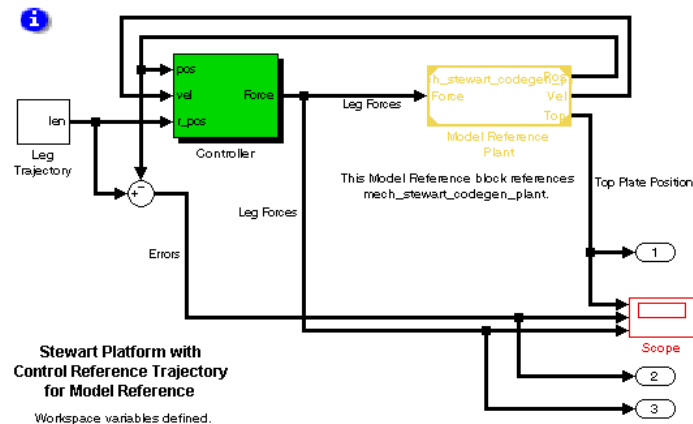 i
pos
vel
r_pos
Force
Controller
len
Leg
Trajectory
Leg Forces
h_stewart_codegen_p
Pos
Force
Vel
Top
Model Reference
Plant
This Model Reference block references
mech_stewart_codegen_plant.
Top Plate Position
Leg Forces
Errors
1
Scope
2
3
Stewart Platform with
Control Reference Trajectory
for Model Reference
Workspace variables defined.